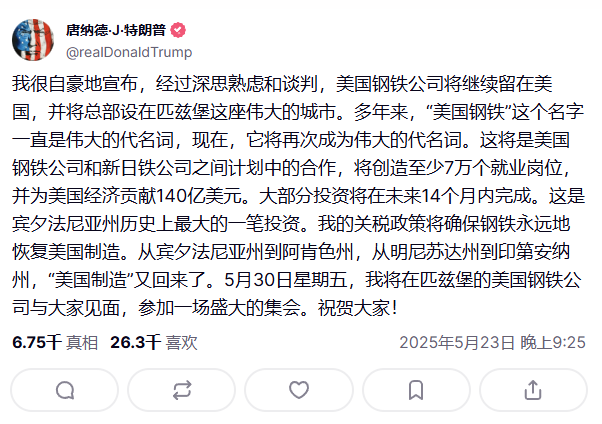 唐纳德·J·特朗普
@realDonaldTrump
我很自豪地宣布，经过深思熟虑和谈判，美国钢铁公司将继续留在美
国，并将总部设在匹兹堡这座伟大的城市。多年来，“美国钢铁”这个名字
一直是伟大的代名词，现在，它将再次成为伟大的代名词。这将是美国
钢铁公司和新日铁公司之间计划中的合作，将创造至少7万个就业岗位，
并为美国经济贡献140亿美元。大部分投资将在未来14个月内完成。这是
宾夕法尼亚州历史上最大的一笔投资。我的关税政策将确保钢铁永远地
恢复美国制造。从宾夕法尼亚州到阿肯色州，从明尼苏达州到印第安纳
州，“美国制造”又回来了。5月30日星期五，我将在匹兹堡的美国钢铁公
司与大家见面，参加一场盛大的集会。祝贺大家！
6.75千 真相 26.3千 喜欢 2025年5月23日 晚上9:25